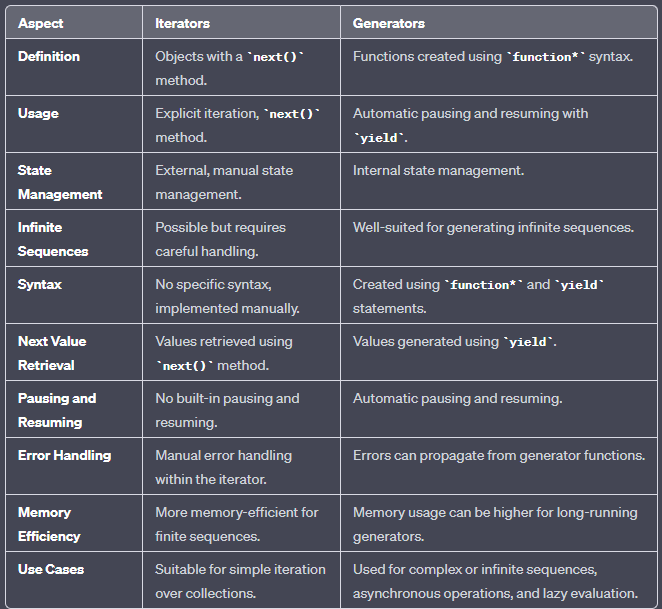 Aspect Iterators Generators
Definition Objects with a `next()` Functions created using `function*` syntax.
method.
Usage Explicit iteration, `next()` Automatic pausing and resuming with
method. `yield`.
State External, manual state Internal state management.
Management management.
Infinite Possible but requires Well-suited for generating infinite sequences.
Sequences careful handling.
Syntax No specific syntax, Created using `function*` and `yield`
implemented manually. statements.
Next Value Values retrieved using Values generated using `yield`.
Retrieval `next()` method.
Pausing and No built-in pausing and Automatic pausing and resuming.
Resuming resuming.
Error Handling Manual error handling Errors can propagate from generator functions.
within the iterator.
Memory More memory-efficient for Memory usage can be higher for long-running
Efficiency finite sequences. generators.
Use Cases Suitable for simple iteration Used for complex or infinite sequences,
over collections. asynchronous operations, and lazy evaluation.